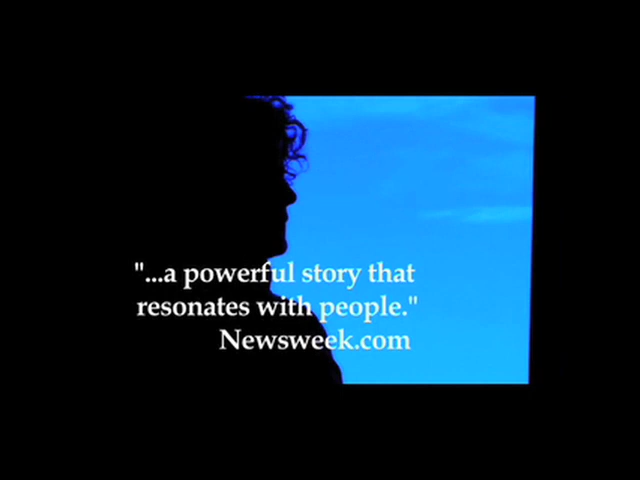 "...a powerful story that
resonates with people."
Newsweek.com